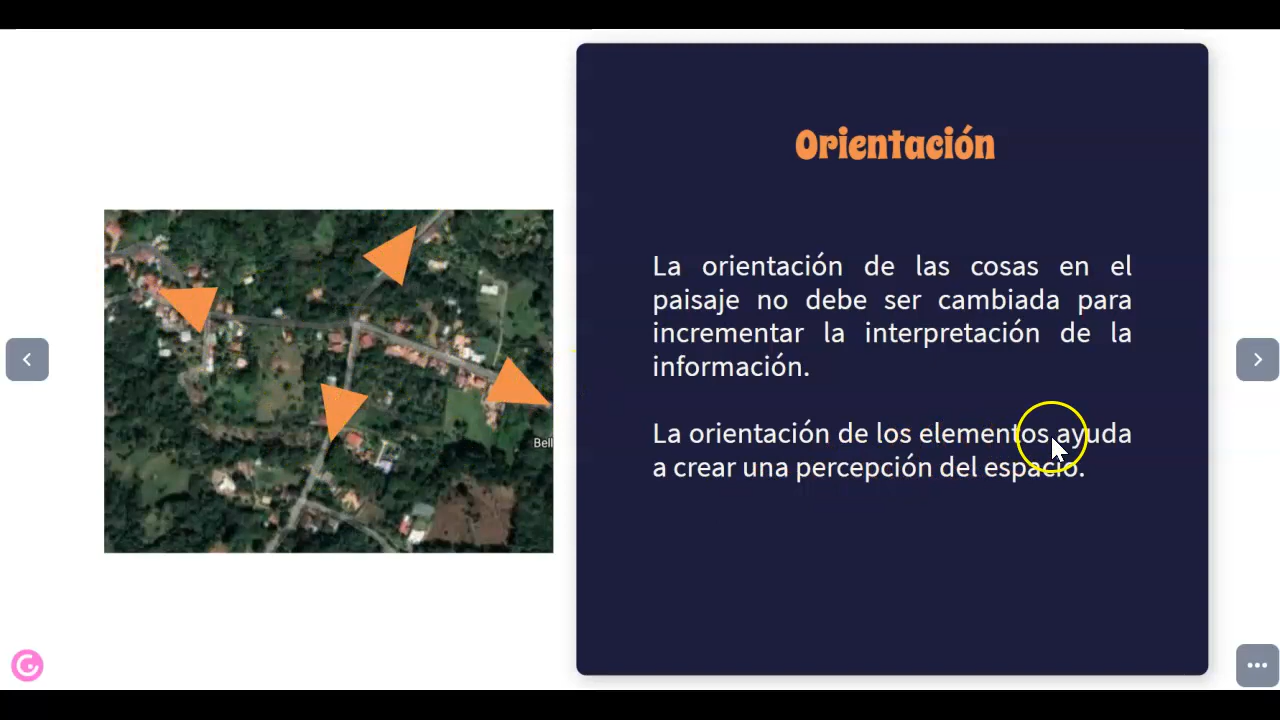 Orientación
La orientación de las cosas en el
paisaje no debe ser cambiada para
incrementar la interpretación de la
información.
La orientación de los elementos ayuda
a crear una percepción del espacio.
Bell